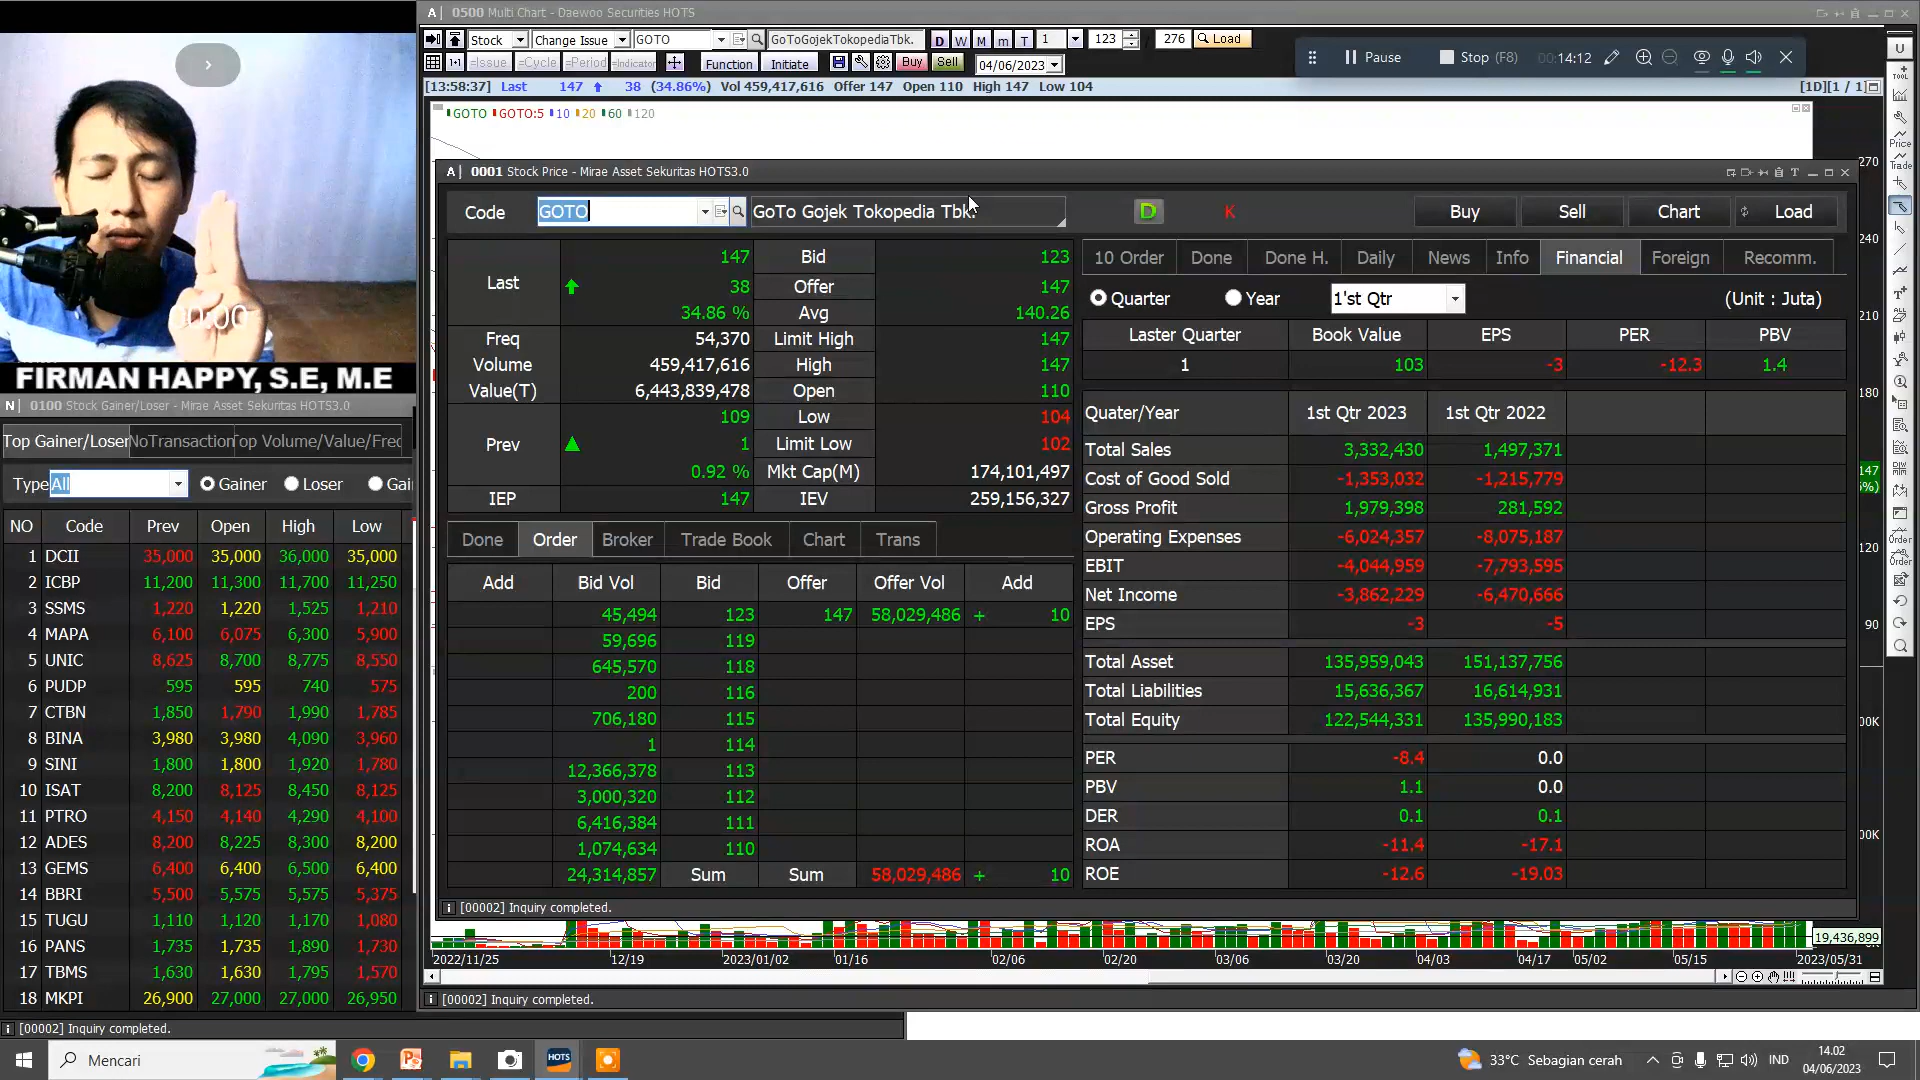 A | 0500 Multi Chart - Daewoo Securities HOTS
Stock Change Issue GOTO GoToGojekTokopediaTbk. D W M m T 1 123 276 Load
=Issue =Cycle =Period =Indicator Function Initiate Buy Sell 04/06/2023
Pause Stop (F8) 00:14:12
[13:58:37] Last 147 38 (34.86%) Vol 459,417,616 Offer 147 Open 110 High 147 Low 104 [1D][1 / 1]
GOTO GOTO:5 10 20 60 120
A | 0001 Stock Price - Mirae Asset Sekuritas HOTS3.0
Code GOTO GoTo Gojek Tokopedia Tbk. D K Buy Sell Chart Load
Last 147 Bid 123
38 Offer 147
34.86 % Avg 140.26
Freq 54,370 Limit High 147
Volume 459,417,616 High 147
Value(T) 6,443,839,478 Open 110
Prev 109 Low 104
1 Limit Low 102
0.92 % Mkt Cap(M) 174,101,497
IEP 147 IEV 259,156,327
Done Order Broker Trade Book Chart Trans
Add Bid Vol Bid Offer Offer Vol Add
45,494 123 147 58,029,486 + 10
59,696 119
645,570 118
200 116
706,180 115
1 114
12,366,378 113
3,000,320 112
6,416,384 111
1,074,634 110
24,314,857 Sum Sum 58,029,486 + 10
[00002] Inquiry completed.
10 Order Done Done H. Daily News Info Financial Foreign Recomm.
Quarter Year 1'st Qtr (Unit : Juta)
Laster Quarter Book Value EPS PER PBV
1 103 -3 -12.3 1.4
Quater/Year 1st Qtr 2023 1st Qtr 2022
Total Sales 3,332,430 1,497,371
Cost of Good Sold -1,353,032 -1,215,779
Gross Profit 1,979,398 281,592
Operating Expenses -6,024,357 -8,075,187
EBIT -4,044,959 -7,793,595
Net Income -3,862,229 -6,470,666
EPS -3 -5
Total Asset 135,959,043 151,137,756
Total Liabilities 15,636,367 16,614,931
Total Equity 122,544,331 135,990,183
PER -8.4 0.0
PBV 1.1 0.0
DER 0.1 0.1
ROA -11.4 -17.1
ROE -12.6 -19.03
270
240
210
180
147
120
90
19,436,899
2022/11/25 12/19 2023/01/02 01/16 02/06 02/20 03/06 03/20 04/03 04/17 05/02 05/15 2023/05/31
[00002] Inquiry completed.
U
TOOL
Price
Trade
Order
Order
00:00
FIRMAN HAPPY, S.E, M.E
N | 0100 Stock Gainer/Loser - Mirae Asset Sekuritas HOTS3.0
Top Gainer/Loser NoTransaction Top Volume/Value/Freq
Type All Gainer Loser Gai
NO Code Prev Open High Low
1 DCII 35,000 35,000 36,000 35,000
2 ICBP 11,200 11,300 11,700 11,250
3 SSMS 1,220 1,220 1,525 1,210
4 MAPA 6,100 6,075 6,300 5,900
5 UNIC 8,625 8,700 8,775 8,550
6 PUDP 595 595 740 575
7 CTBN 1,850 1,790 1,990 1,785
8 BINA 3,980 3,980 4,090 3,960
9 SINI 1,800 1,800 1,920 1,780
10 ISAT 8,200 8,125 8,450 8,125
11 PTRO 4,150 4,140 4,290 4,100
12 ADES 8,200 8,225 8,300 8,200
13 GEMS 6,400 6,400 6,500 6,400
14 BBRI 5,500 5,575 5,575 5,375
15 TUGU 1,110 1,120 1,170 1,080
16 PANS 1,735 1,735 1,890 1,730
17 TBMS 1,630 1,630 1,795 1,570
18 MKPI 26,900 27,000 27,000 26,950
[00002] Inquiry completed.
Mencari HOTS 33°C Sebagian cerah IND 14.02
04/06/2023